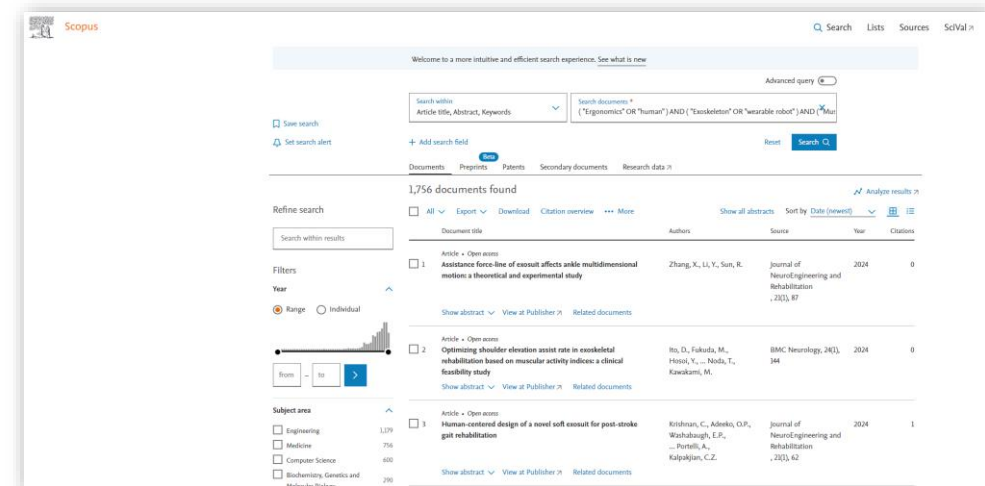 Scopus
Search Lists Sources SciVal
Welcome to a more intuitive and efficient search experience. See what is new
Advanced query
Search within
Article title, Abstract, Keywords
Search documents *
( "Ergonomics" OR "human" ) AND ( "Exoskeleton" OR "wearable robot" ) AND ( "Mus
Save search
Set search alert
+ Add search field
Reset Search
Beta
Documents Preprints Patents Secondary documents Research data
1,756 documents found
Analyze results
Refine search
All Export Download Citation overview ••• More Show all abstracts Sort by Date (newest)
Search within results
Document title Authors Source Year Citations
Filters
Year
Range Individual
from – to
Article • Open access
1 Assistance force-line of exosuit affects ankle multidimensional Zhang, X., Li, Y., Sun, R. Journal of 2024 0
motion: a theoretical and experimental study NeuroEngineering and
Rehabilitation
, 21(1), 87
Show abstract View at Publisher Related documents
Article • Open access
2 Optimizing shoulder elevation assist rate in exoskeletal Ito, D., Fukuda, M., BMC Neurology, 24(1), 2024 0
rehabilitation based on muscular activity indices: a clinical Hosoi, Y., ... Noda, T., 144
feasibility study Kawakami, M.
Show abstract View at Publisher Related documents
Subject area
Engineering 1,179
Medicine 756
Computer Science 600
Biochemistry, Genetics and 290
Molecular Biology
Article • Open access
3 Human-centered design of a novel soft exosuit for post-stroke Krishnan, C., Adeeko, O.P., Journal of 2024 1
gait rehabilitation Washabaugh, E.P., NeuroEngineering and
... Portelli, A., Rehabilitation
Kalpakjian, C.Z. , 21(1), 62
Show abstract View at Publisher Related documents